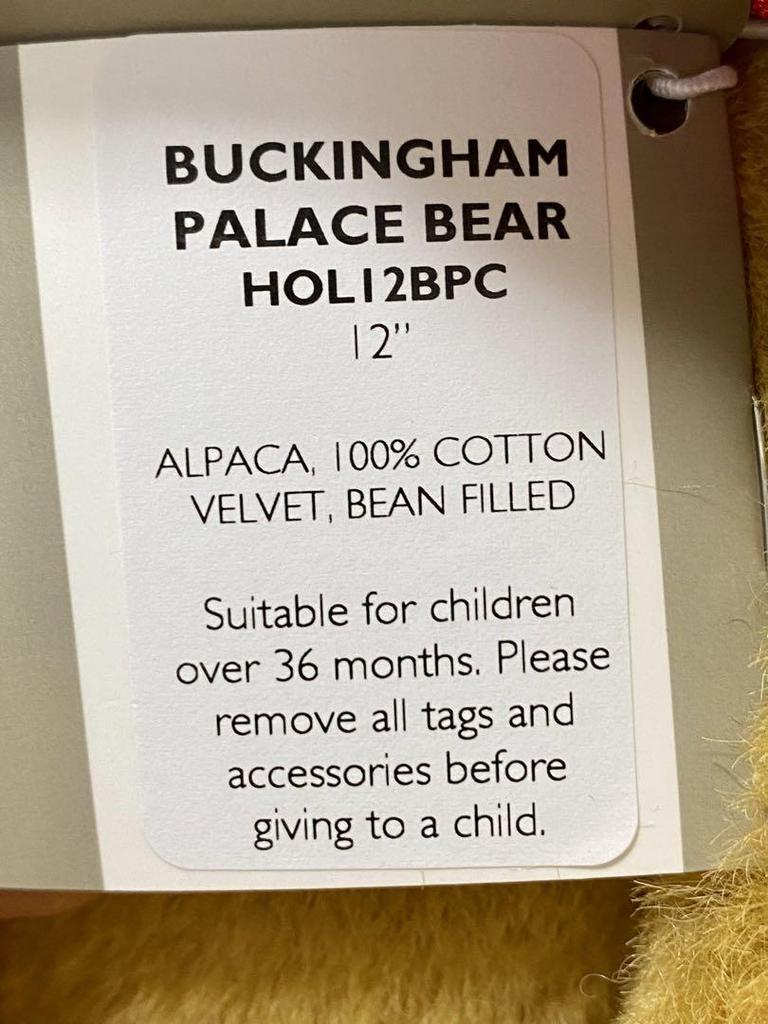 BUCKINGHAM
PALACE BEAR
HOL12BPC
12"
ALPACA, 100% COTTON
VELVET, BEAN FILLED
Suitable for children
over 36 months. Please
remove all tags and
accessories before
giving to a child.